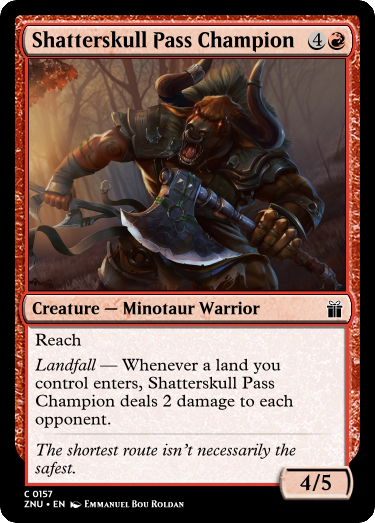 Shatterskull Pass Champion 4
Creature — Minotaur Warrior
Reach
Landfall — Whenever a land you
control enters, Shatterskull Pass
Champion deals 2 damage to each
opponent.
The shortest route isn't necessarily the
safest.
4/5
C 0157
ZNU • EN Emmanuel Bou Roldan